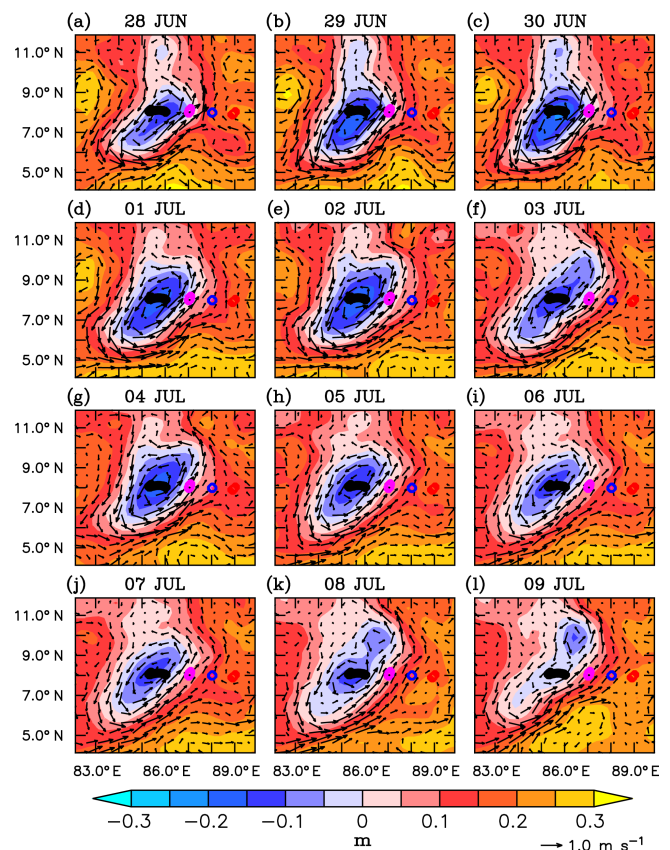 (a) 28 JUN (b) 29 JUN (c) 30 JUN
11.0° N
9.0° N
7.0° N
5.0° N
(d) 01 JUL (e) 02 JUL (f) 03 JUL
11.0° N
9.0° N
7.0° N
5.0° N
(g) 04 JUL (h) 05 JUL (i) 06 JUL
11.0° N
9.0° N
7.0° N
5.0° N
(j) 07 JUL (k) 08 JUL (l) 09 JUL
11.0° N
9.0° N
7.0° N
5.0° N
83.0° E 86.0° E 89.0° E 83.0° E 86.0° E 89.0° E 83.0° E 86.0° E 89.0° E
−0.3 −0.2 −0.1 0 0.1 0.2 0.3
m 1.0 m s⁻¹